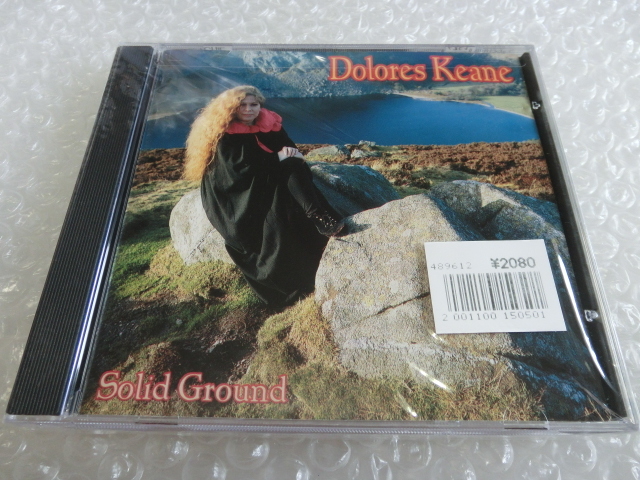 Dolores Keane
489612 ¥2080
2 001100 150501
Solid Ground